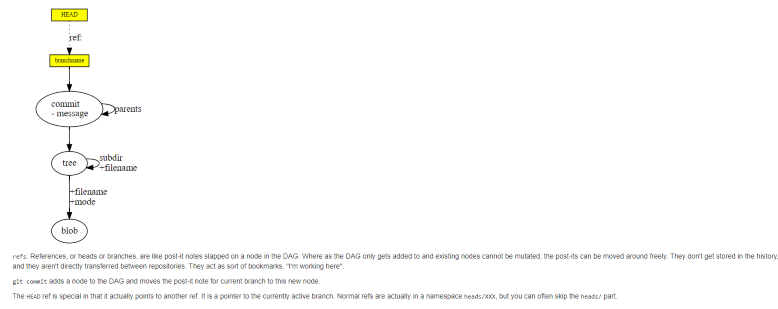 HEAD
ref:
branchname
commit
+ message
parents
tree
subdir
+filename
+filename
+mode
blob
refs: References, or heads or branches, are like post-it notes slapped on a node in the DAG. Where as the DAG only gets added to and existing nodes cannot be mutated, the post-its can be moved around freely. They don't get stored in the history,
and they aren't directly transferred between repositories. They act as sort of bookmarks, "I'm working here".
git commit adds a node to the DAG and moves the post-it note for current branch to this new node.
The HEAD ref is special in that it actually points to another ref. It is a pointer to the currently active branch. Normal refs are actually in a namespace heads/XXX, but you can often skip the heads/ part.